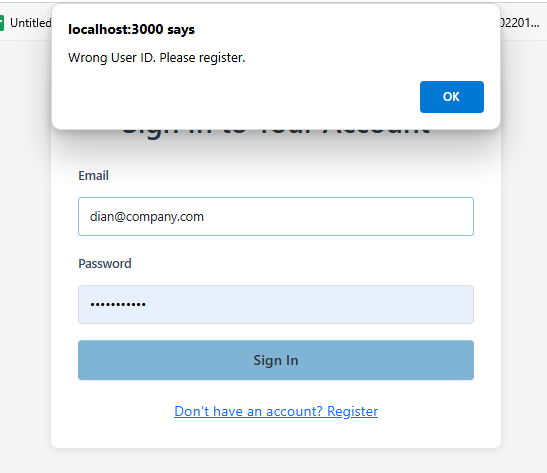 Untitled
localhost:3000 says
02201...
Wrong User ID. Please register.
OK
Sign In to Your Account
Email
dian@company.com
Password
•••••••••••
Sign In
Don't have an account? Register